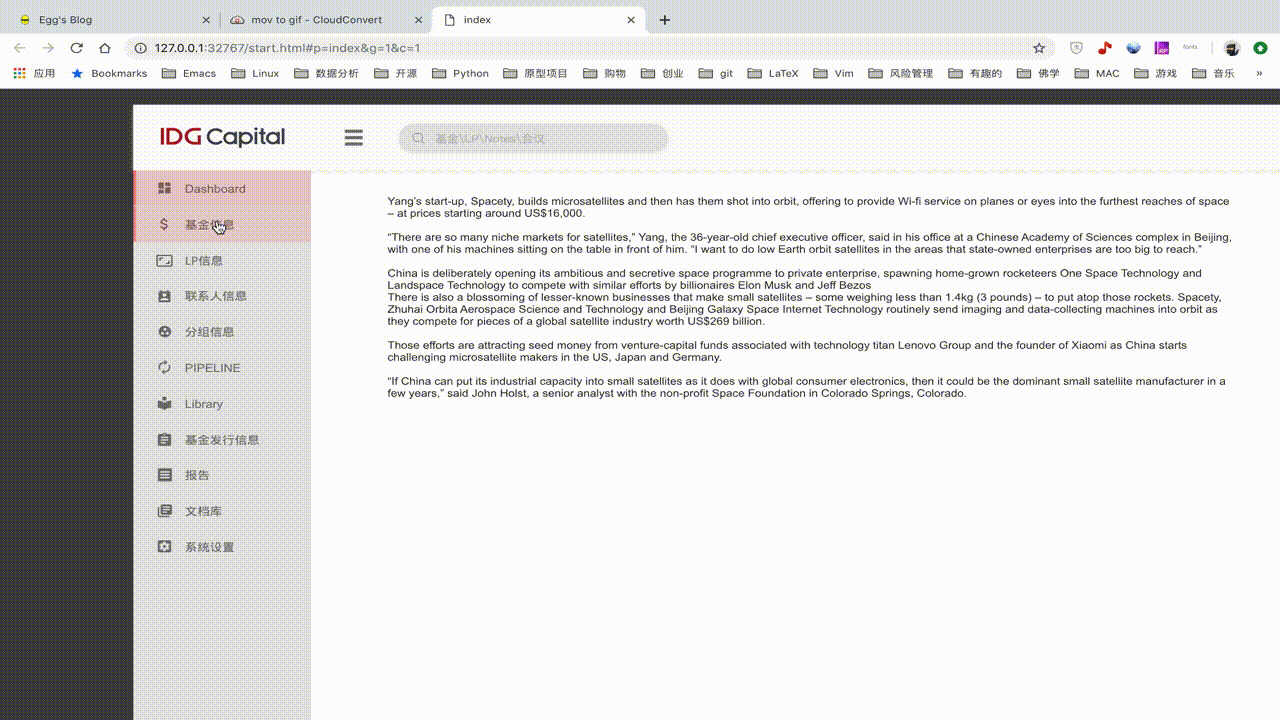 Egg's Blog
mov to gif - CloudConvert
index
127.0.0.1:32767/start.html#p=index&g=1&c=1
fonts
应用
Bookmarks
Emacs
Linux
数据分析
开源
Python
原型项目
购物
创业
git
LaTeX
Vim
风险管理
有趣的
佛学
MAC
游戏
音乐
»
IDG Capital
基金\LP\Notes\会议
Dashboard
基金信息
LP信息
联系人信息
分组信息
PIPELINE
Library
基金发行信息
报告
文档库
系统设置
Yang’s start-up, Spacety, builds microsatellites and then has them shot into orbit, offering to provide Wi-fi service on planes or eyes into the furthest reaches of space
– at prices starting around US$16,000.
“There are so many niche markets for satellites,” Yang, the 36-year-old chief executive officer, said in his office at a Chinese Academy of Sciences complex in Beijing,
with one of his machines sitting on the table in front of him. “I want to do low Earth orbit satellites in the areas that state-owned enterprises are too big to reach.”
China is deliberately opening its ambitious and secretive space programme to private enterprise, spawning home-grown rocketeers One Space Technology and
Landspace Technology to compete with similar efforts by billionaires Elon Musk and Jeff Bezos
There is also a blossoming of lesser-known businesses that make small satellites – some weighing less than 1.4kg (3 pounds) – to put atop those rockets. Spacety,
Zhuhai Orbita Aerospace Science and Technology and Beijing Galaxy Space Internet Technology routinely send imaging and data-collecting machines into orbit as
they compete for pieces of a global satellite industry worth US$269 billion.
Those efforts are attracting seed money from venture-capital funds associated with technology titan Lenovo Group and the founder of Xiaomi as China starts
challenging microsatellite makers in the US, Japan and Germany.
“If China can put its industrial capacity into small satellites as it does with global consumer electronics, then it could be the dominant small satellite manufacturer in a
few years,” said John Holst, a senior analyst with the non-profit Space Foundation in Colorado Springs, Colorado.